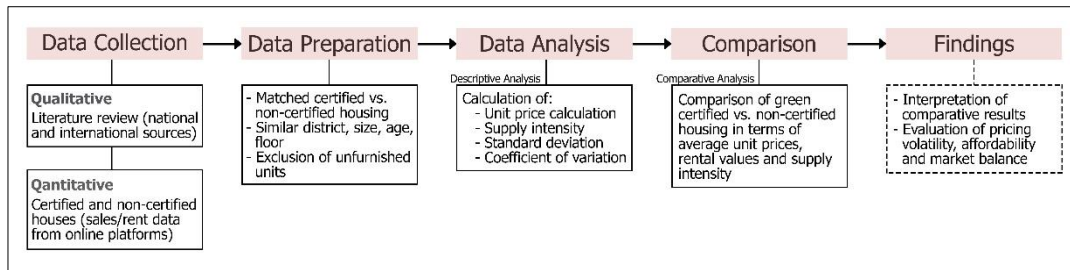 Data Collection
Data Preparation
Data Analysis
Comparison
Findings
Qualitative
Literature review (national
and international sources)
Qantitative
Certified and non-certified
houses (sales/rent data
from online platforms)
- Matched certified vs.
non-certified housing
- Similar district, size, age,
floor
- Exclusion of unfurnished
units
Descriptive Analysis
Calculation of:
- Unit price calculation
- Supply intensity
- Standard deviation
- Coefficient of variation
Comparative Analysis
Comparison of green
certified vs. non-certified
housing in terms of
average unit prices,
rental values and supply
intensity
- Interpretation of
comparative results
- Evaluation of pricing
volatility, affordability
and market balance